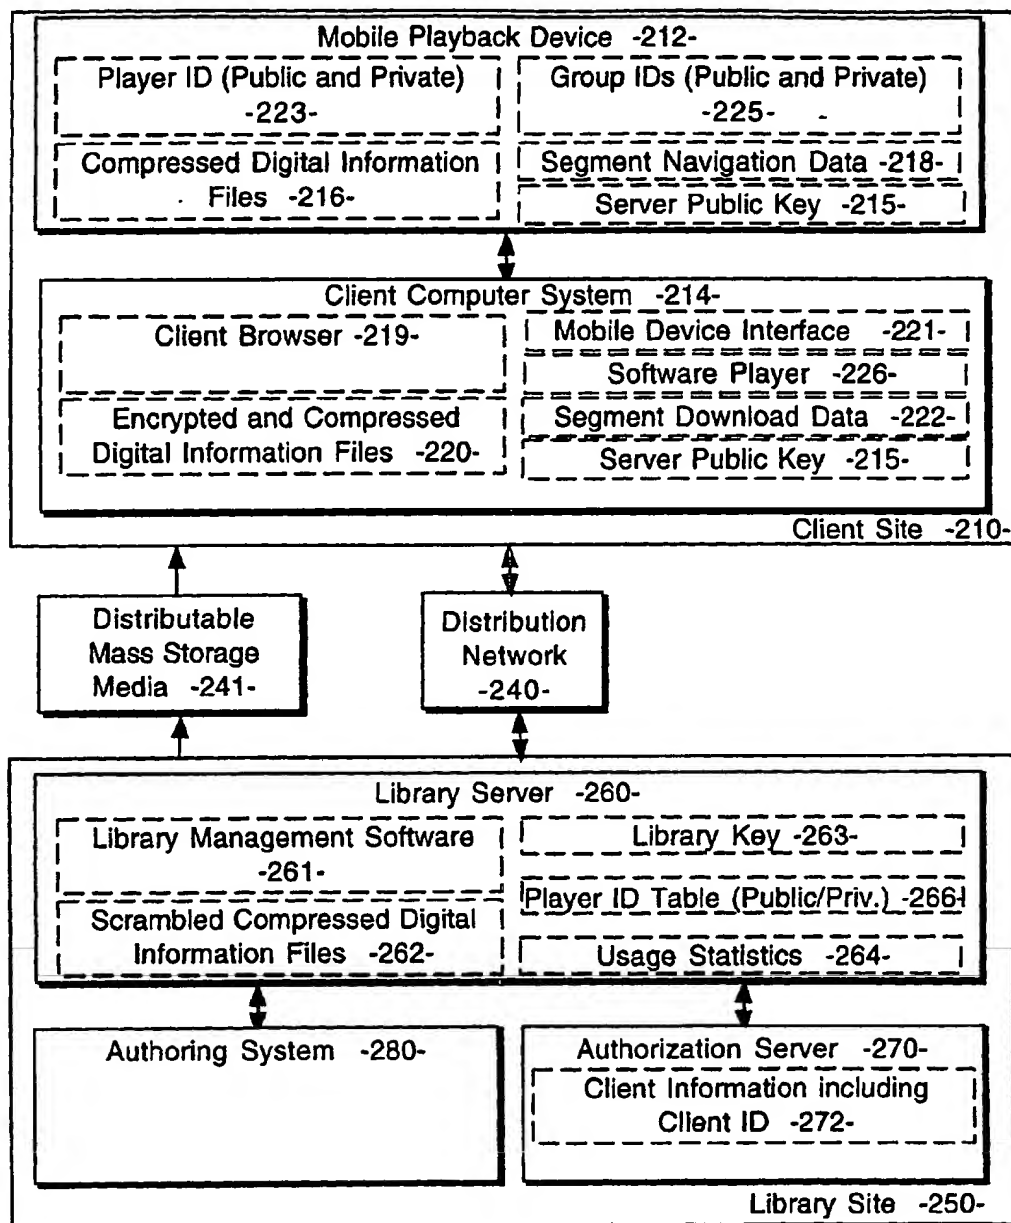 Mobile Playback Device -212-
Player ID (Public and Private)
-223-
Group IDs (Public and Private)
-225-
Compressed Digital Information
Files -216-
Segment Navigation Data -218-
Server Public Key -215-
Client Computer System -214-
Client Browser -219-
Mobile Device Interface -221-
Software Player -226-
Encrypted and Compressed
Digital Information Files -220-
Segment Download Data -222-
Server Public Key -215-
Client Site -210-
Distributable
Mass Storage
Media -241-
Distribution
Network
-240-
Library Server -260-
Library Management Software
-261-
Library Key -263-
Player ID Table (Public/Priv.) -266-
Scrambled Compressed Digital
Information Files -262-
Usage Statistics -264-
Authoring System -280-
Authorization Server -270-
Client Information including
Client ID -272-
Library Site -250-